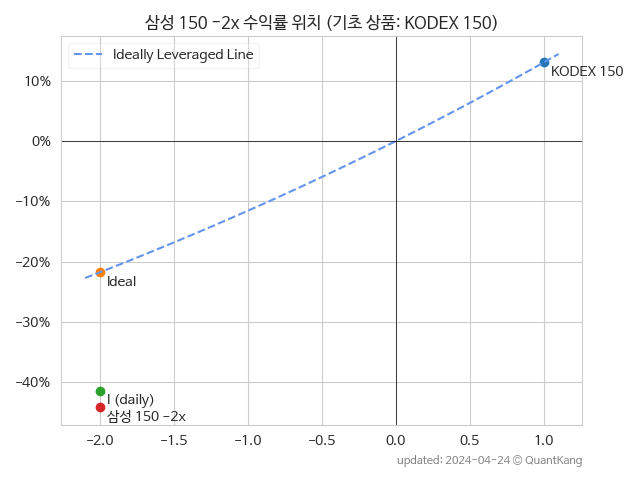 삼성 150 -2x 수익률 위치 (기초 상품: KODEX 150)
Ideally Leveraged Line
10%
0%
-10%
-20%
-30%
-40%
KODEX 150
Ideal
I (daily)
삼성 150 -2x
-2.0 -1.5 -1.0 -0.5 0.0 0.5 1.0
updated: 2024-04-24 © QuantKang